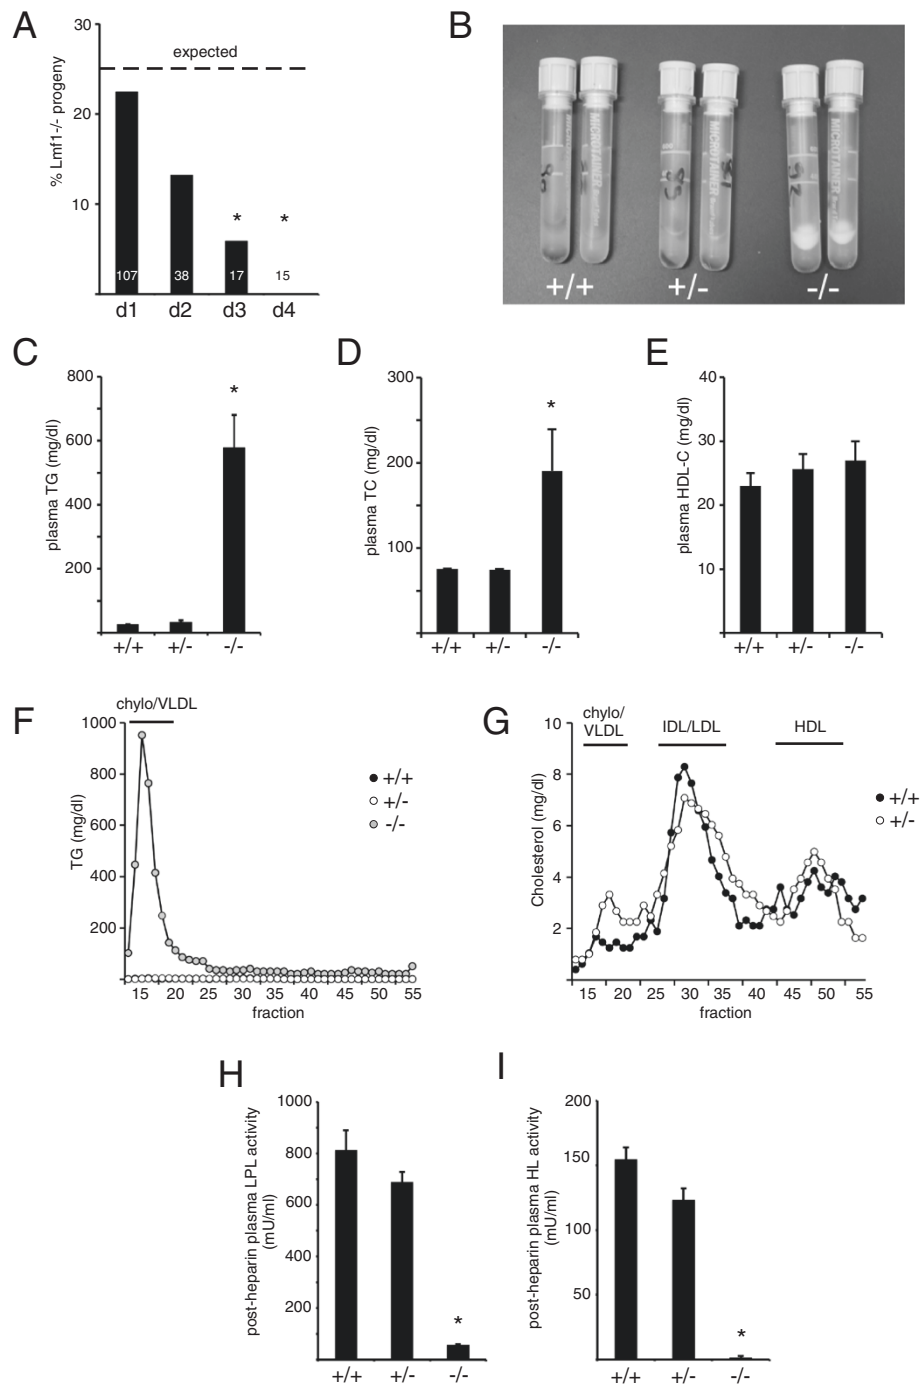 A
30
20
10
% Lmf1-/- progeny
expected
*
*
107
38
17
15
d1
d2
d3
d4
B
MICROTAINER
MICROTAINER
MICROTAINER
+/+
+/-
-/-
C
800
600
400
200
plasma TG (mg/dl)
*
+/+
+/-
-/-
D
300
200
100
plasma TC (mg/dl)
*
+/+
+/-
-/-
E
40
30
20
10
plasma HDL-C (mg/dl)
+/+
+/-
-/-
F
chylo/VLDL
1000
800
600
400
200
TG (mg/dl)
+/+
+/-
-/-
15 20 25 30 35 40 45 50 55
fraction
G
chylo/
VLDL
IDL/LDL
HDL
10
8
6
4
2
Cholesterol (mg/dl)
+/+
+/-
15 20 25 30 35 40 45 50 55
fraction
H
1000
800
600
400
200
post-heparin plasma LPL activity
(mU/ml)
*
+/+
+/-
-/-
I
200
150
100
50
post-heparin plasma HL activity
(mU/ml)
*
+/+
+/-
-/-